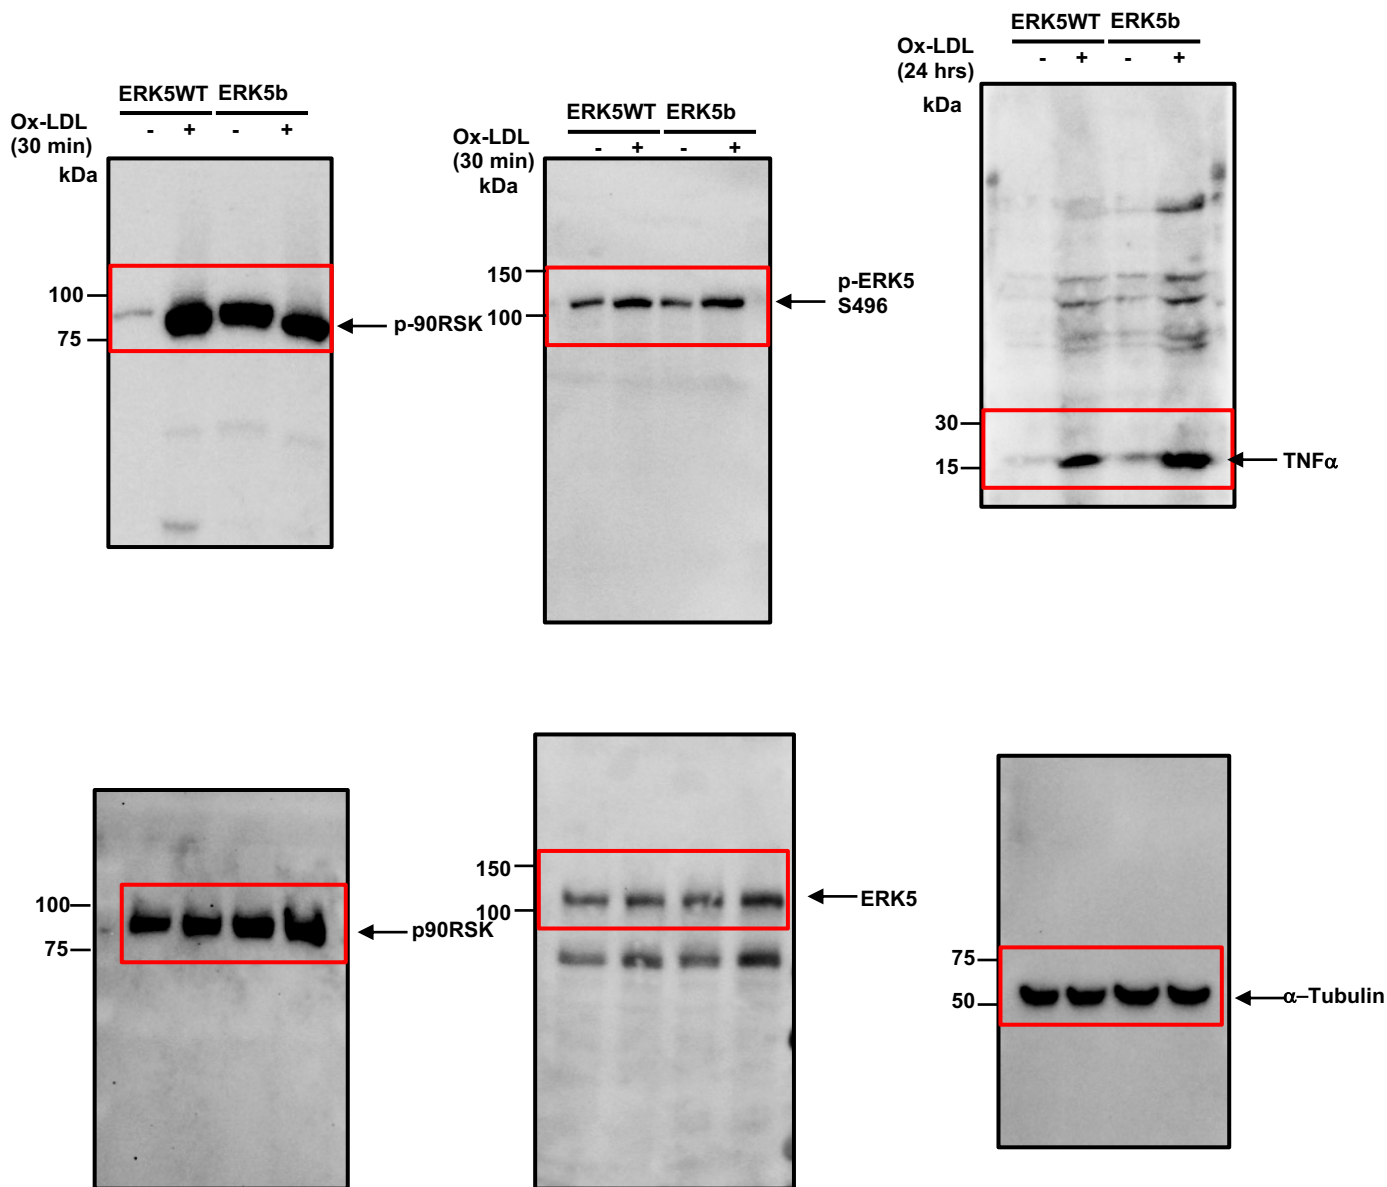 ERK5WT ERK5b
Ox-LDL - + - +
(30 min)
kDa
100
75
p-90RSK
ERK5WT ERK5b
Ox-LDL - + - +
(30 min)
kDa
150
100
p-ERK5
S496
ERK5WT ERK5b
Ox-LDL - + - +
(24 hrs)
kDa
30
15
TNFα
100
75
p90RSK
150
100
ERK5
75
50
α–Tubulin